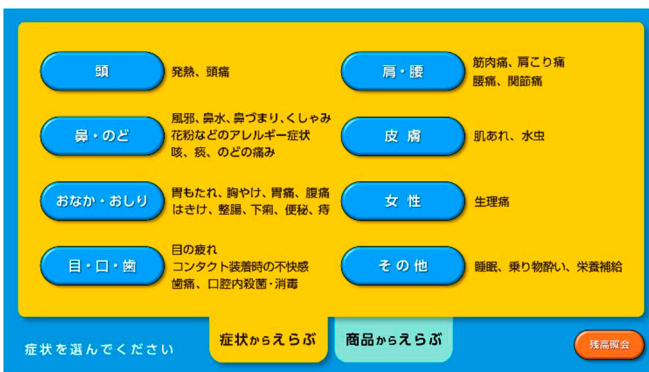 頭
発熱、頭痛
肩・腰
筋肉痛、肩こり痛
腰痛、関節痛
鼻・のど
風邪、鼻水、鼻づまり、くしゃみ
花粉などのアレルギー症状
咳、痰、のどの痛み
皮膚
肌あれ、水虫
おなか・おしり
胃もたれ、胸やけ、胃痛、腹痛
はきけ、整腸、下痢、便秘、痔
女性
生理痛
目・口・歯
目の疲れ
コンタクト装着時の不快感
歯痛、口腔内殺菌・消毒
その他
睡眠、乗り物酔い、栄養補給
症状を選んでください
症状からえらぶ
商品からえらぶ
残高照会